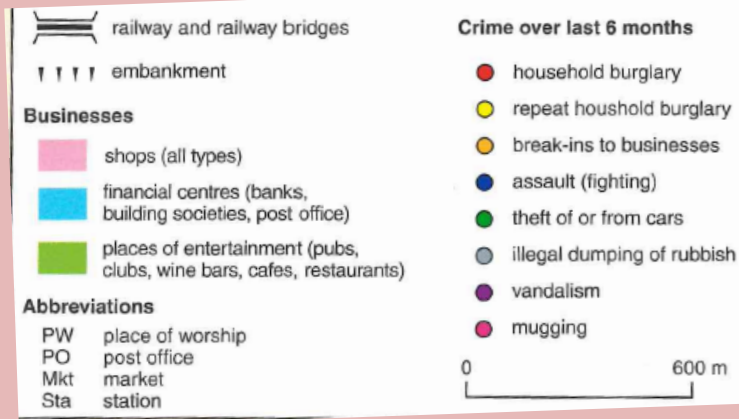 railway and railway bridges
embankment
Businesses
shops (all types)
financial centres (banks,
building societies, post office)
places of entertainment (pubs,
clubs, wine bars, cafes, restaurants)
Abbreviations
PW place of worship
PO post office
Mkt market
Sta station
Crime over last 6 months
household burglary
repeat houshold burglary
break-ins to businesses
assault (fighting)
theft of or from cars
illegal dumping of rubbish
vandalism
mugging
0 600 m